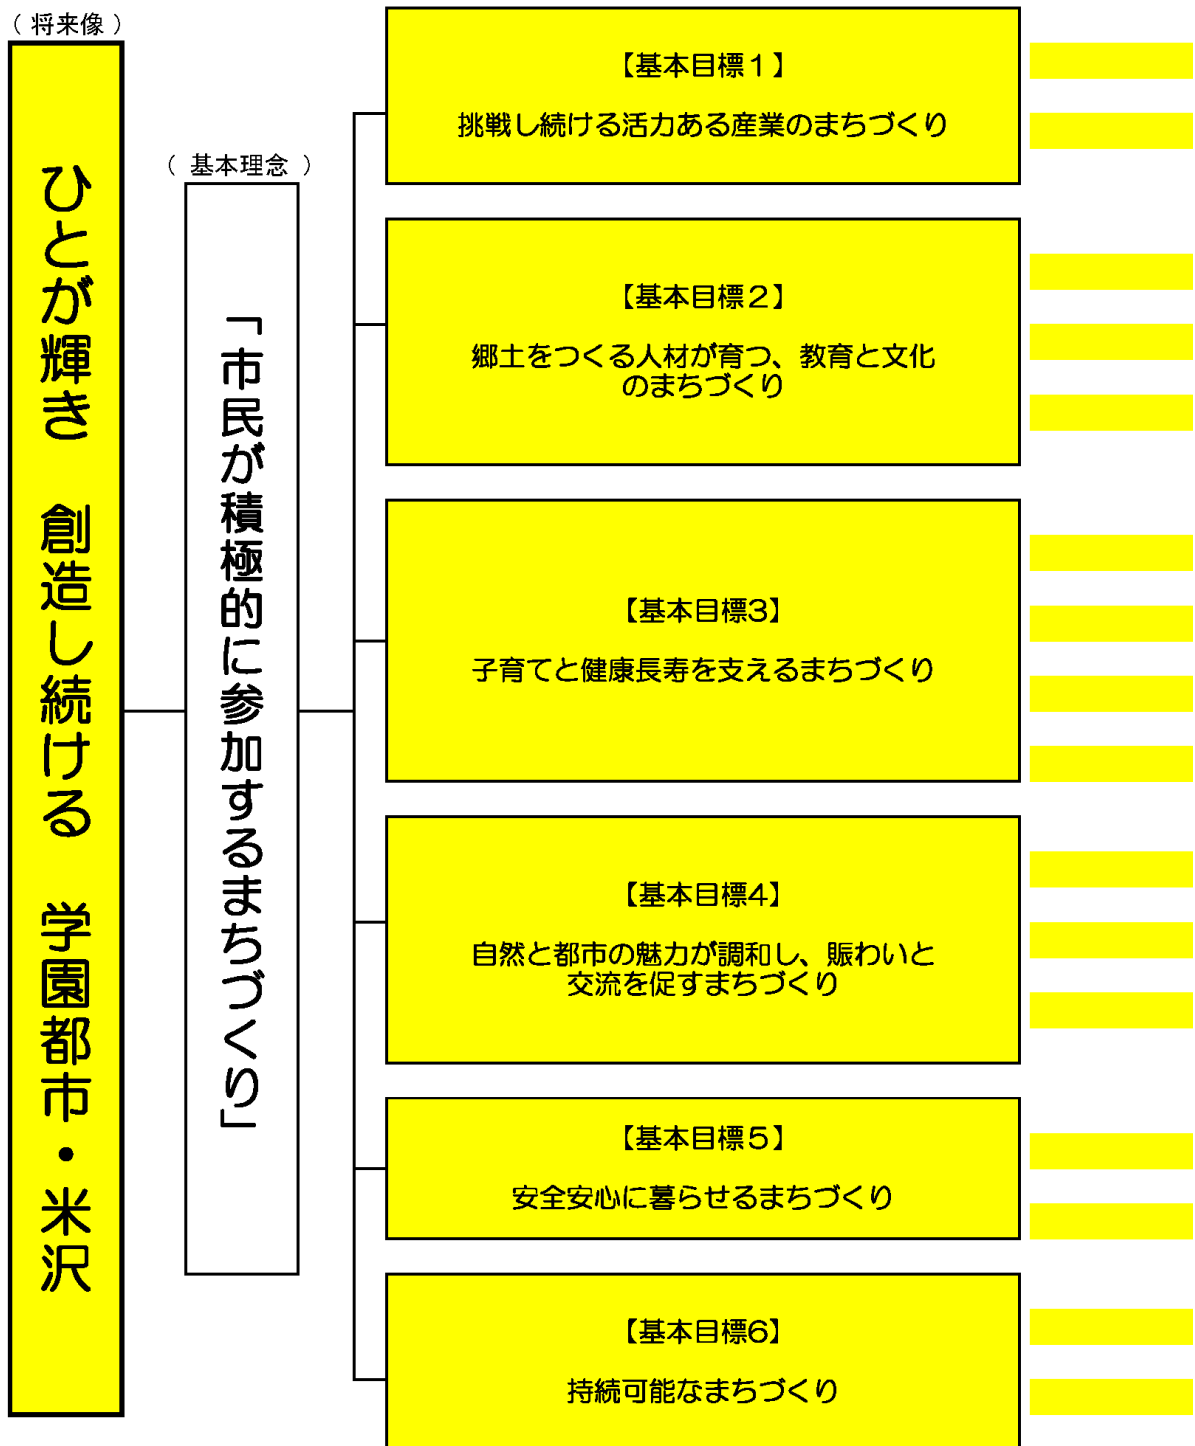 （ 将来像 ）
ひとが輝き　創造し続ける　学園都市・米沢
（ 基本理念 ）
「市民が積極的に参加するまちづくり」
【基本目標１】
挑戦し続ける活力ある産業のまちづくり
【基本目標２】
郷土をつくる人材が育つ、教育と文化
のまちづくり
【基本目標3】
子育てと健康長寿を支えるまちづくり
【基本目標4】
自然と都市の魅力が調和し、賑わいと
交流を促すまちづくり
【基本目標５】
安全安心に暮らせるまちづくり
【基本目標6】
持続可能なまちづくり